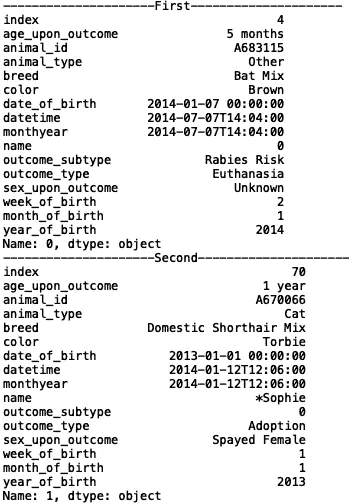 ---------------------First---------------------
index 4
age_upon_outcome 5 months
animal_id A683115
animal_type Other
breed Bat Mix
color Brown
date_of_birth 2014-01-07 00:00:00
datetime 2014-07-07T14:04:00
monthyear 2014-07-07T14:04:00
name 0
outcome_subtype Rabies Risk
outcome_type Euthanasia
sex_upon_outcome Unknown
week_of_birth 2
month_of_birth 1
year_of_birth 2014
Name: 0, dtype: object
---------------------Second---------------------
index 70
age_upon_outcome 1 year
animal_id A670066
animal_type Cat
breed Domestic Shorthair Mix
color Torbie
date_of_birth 2013-01-01 00:00:00
datetime 2014-01-12T12:06:00
monthyear 2014-01-12T12:06:00
name *Sophie
outcome_subtype 0
outcome_type Adoption
sex_upon_outcome Spayed Female
week_of_birth 1
month_of_birth 1
year_of_birth 2013
Name: 1, dtype: object